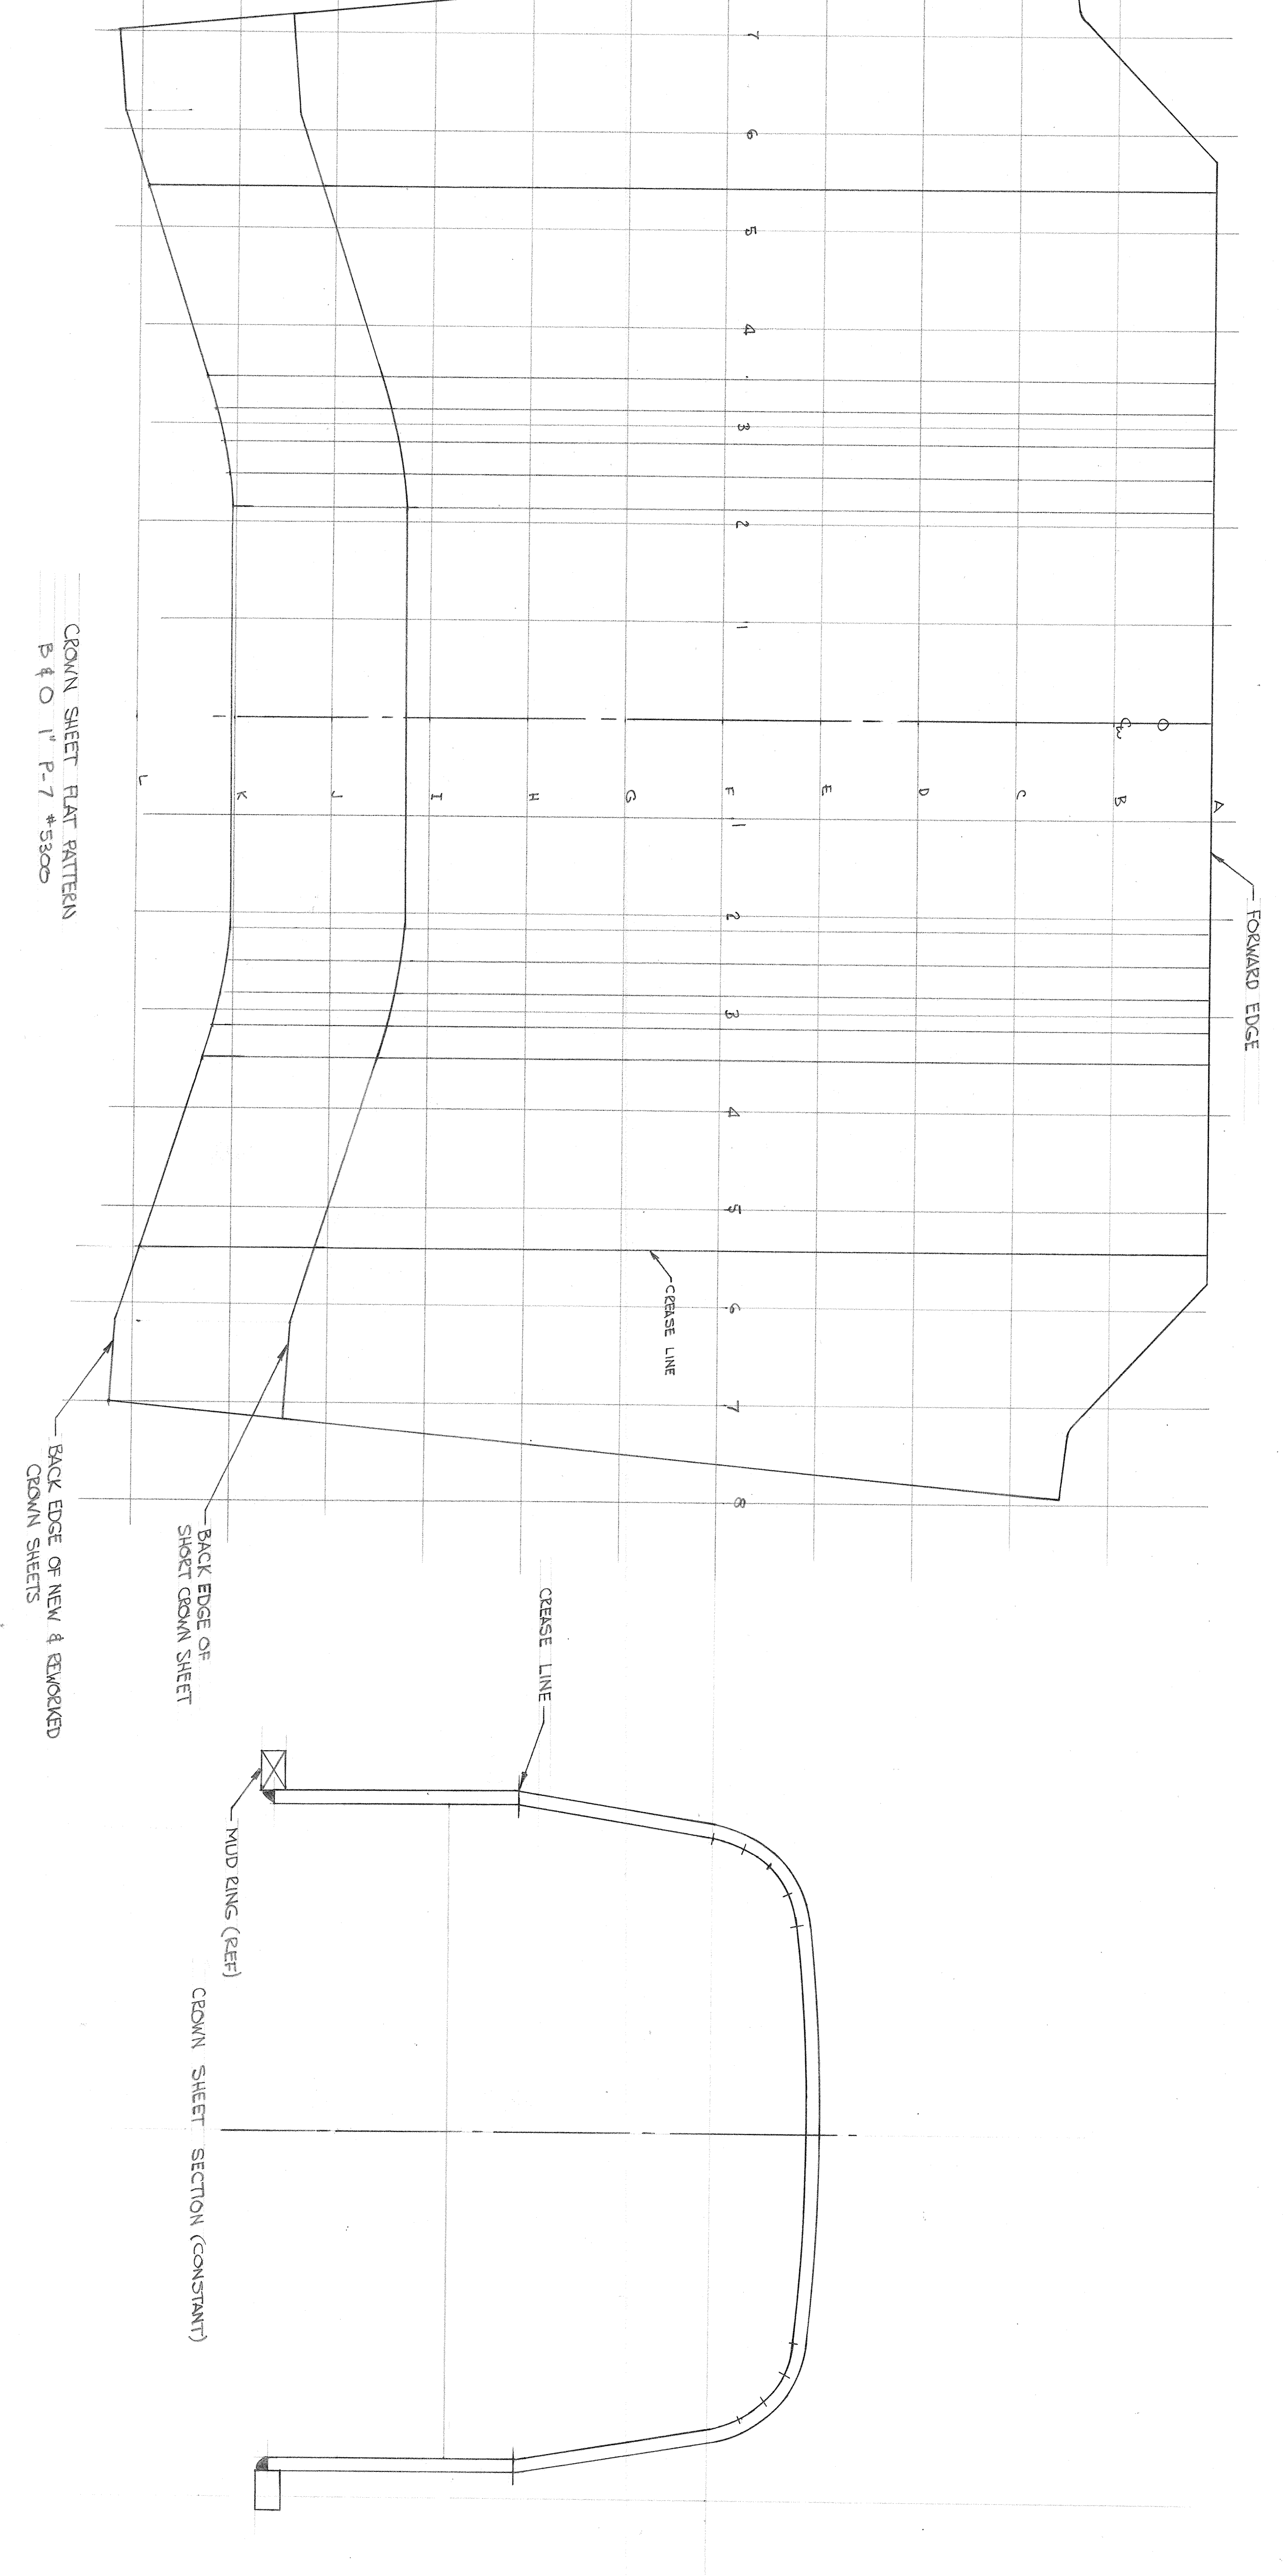 FORWARD EDGE
A
B
C
D
E
F
G
H
I
J
K
L
7
6
5
4
3
2
1
0
℄
1
2
3
4
5
6
7
8
CREASE LINE
CROWN SHEET FLAT PATTERN
B & O 1" P-7 #5300
BACK EDGE OF
SHORT CROWN SHEET
BACK EDGE OF NEW & REWORKED
CROWN SHEETS
CREASE LINE
MUD RING (REF)
CROWN SHEET SECTION (CONSTANT)